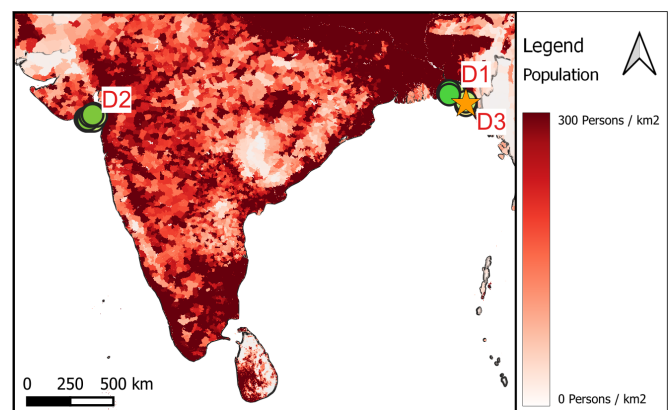 D1
D2
D3
0 250 500 km
Legend
Population
300 Persons / km2
0 Persons / km2